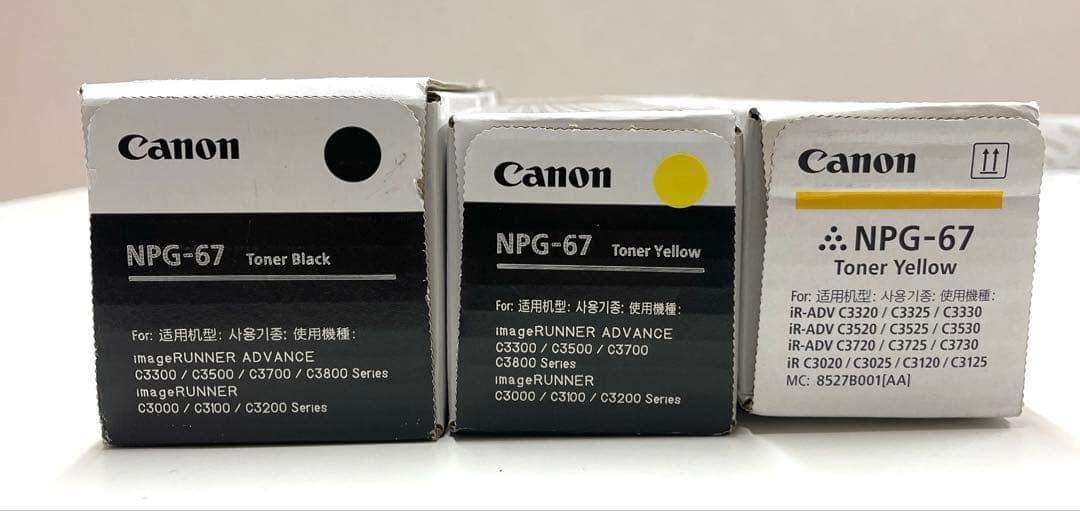 Canon
NPG-67 Toner Black
For: 适用机型: 사용기종: 使用機種:
imageRUNNER ADVANCE
C3300 / C3500 / C3700 / C3800 Series
imageRUNNER
C3000 / C3100 / C3200 Series
Canon
NPG-67 Toner Yellow
For: 适用机型: 사용기종: 使用機種:
imageRUNNER ADVANCE
C3300 / C3500 / C3700
C3800 Series
imageRUNNER
C3000 / C3100 / C3200 Series
Canon
NPG-67
Toner Yellow
For: 适用机型: 사용기종: 使用機種:
iR-ADV C3320 / C3325 / C3330
iR-ADV C3520 / C3525 / C3530
iR-ADV C3720 / C3725 / C3730
iR C3020 / C3025 / C3120 / C3125
MC: 8527B001[AA]